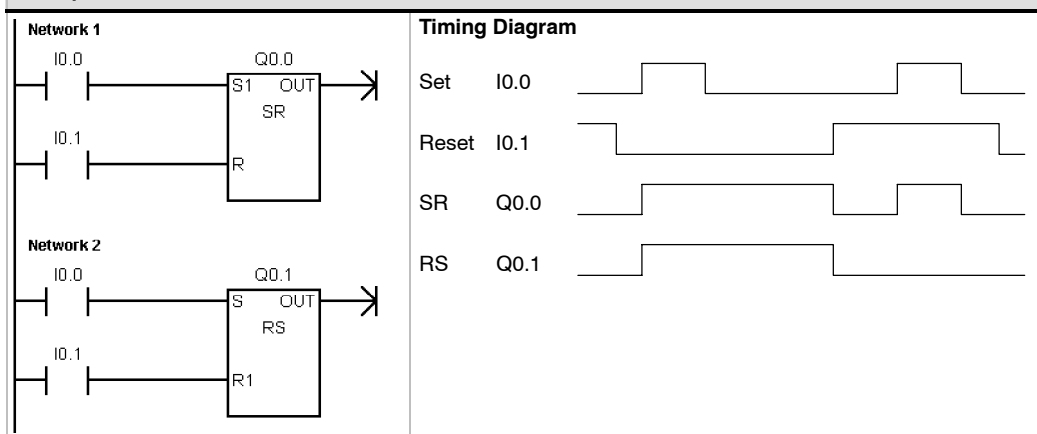 Network 1
I0.0
Q0.0
S1 OUT
SR
I0.1
R
Network 2
I0.0
Q0.1
S OUT
RS
I0.1
R1
Timing Diagram
Set I0.0
Reset I0.1
SR Q0.0
RS Q0.1